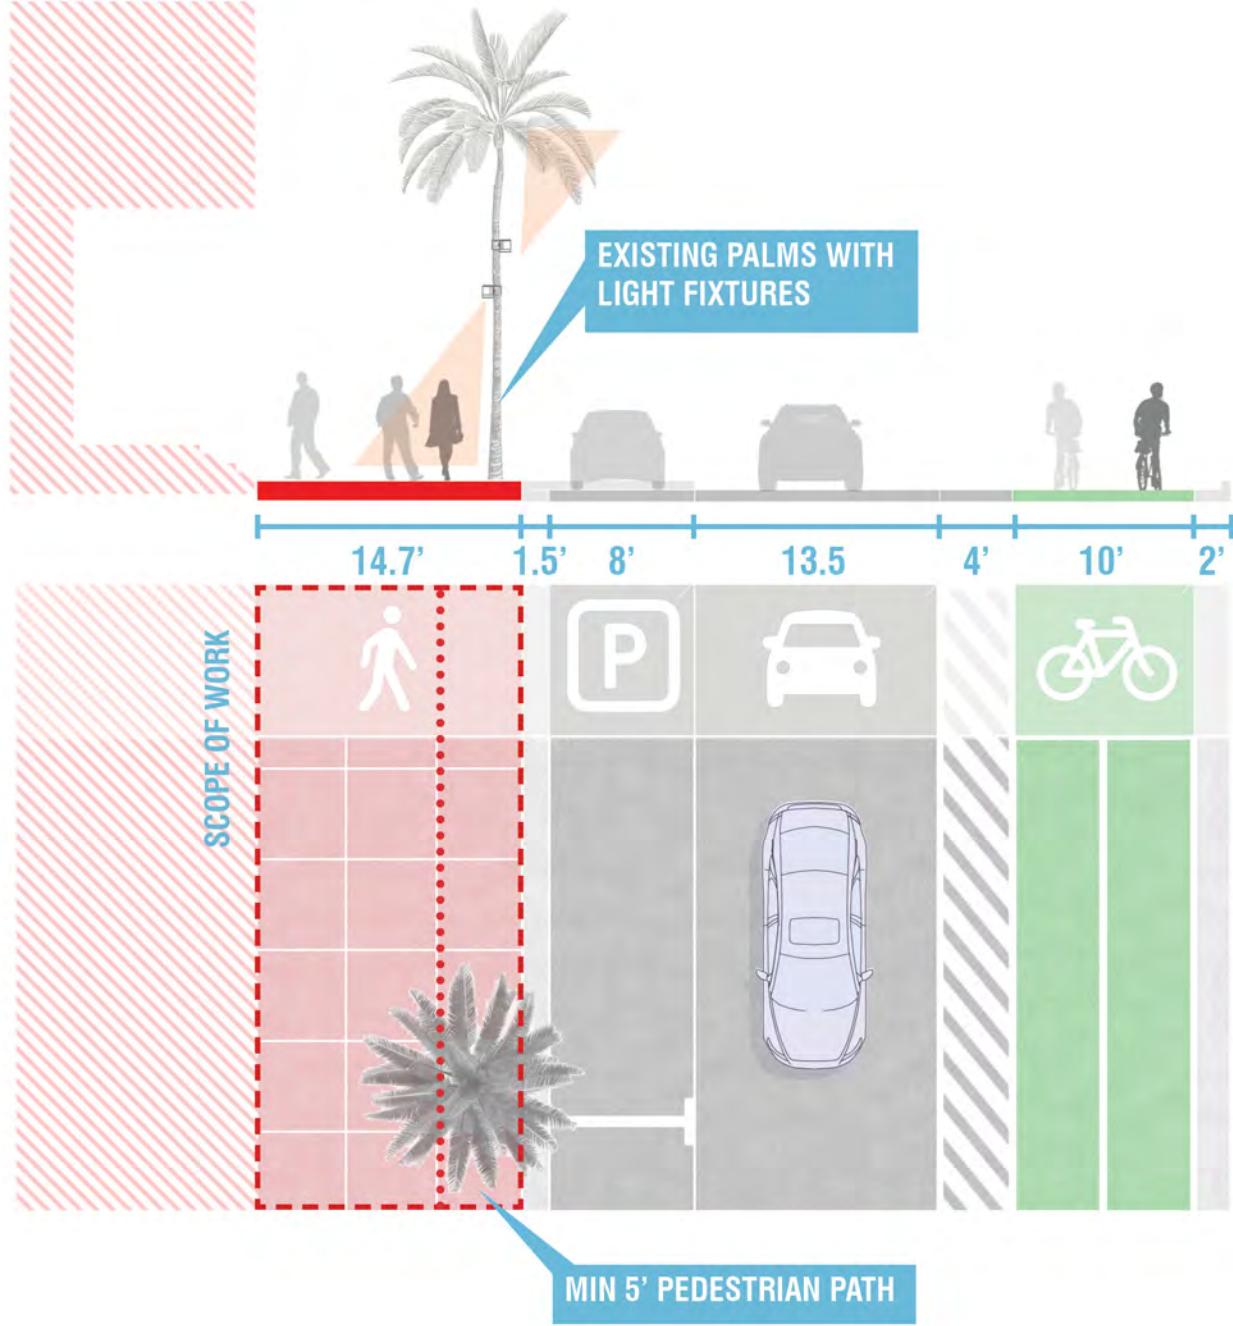 EXISTING PALMS WITH
LIGHT FIXTURES
14.7’
1.5’
8’
13.5
4’
10’
2’
SCOPE OF WORK
P
MIN 5’ PEDESTRIAN PATH